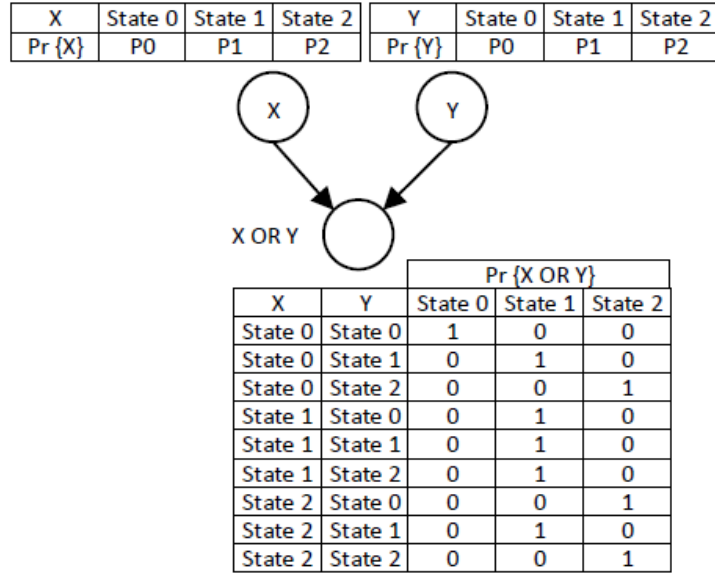 X State 0 State 1 State 2 Y State 0 State 1 State 2
Pr {X} P0 P1 P2 Pr {Y} P0 P1 P2
X Y
X OR Y
Pr {X OR Y}
X Y State 0 State 1 State 2
State 0 State 0 1 0 0
State 0 State 1 0 1 0
State 0 State 2 0 0 1
State 1 State 0 0 1 0
State 1 State 1 0 1 0
State 1 State 2 0 1 0
State 2 State 0 0 0 1
State 2 State 1 0 1 0
State 2 State 2 0 0 1